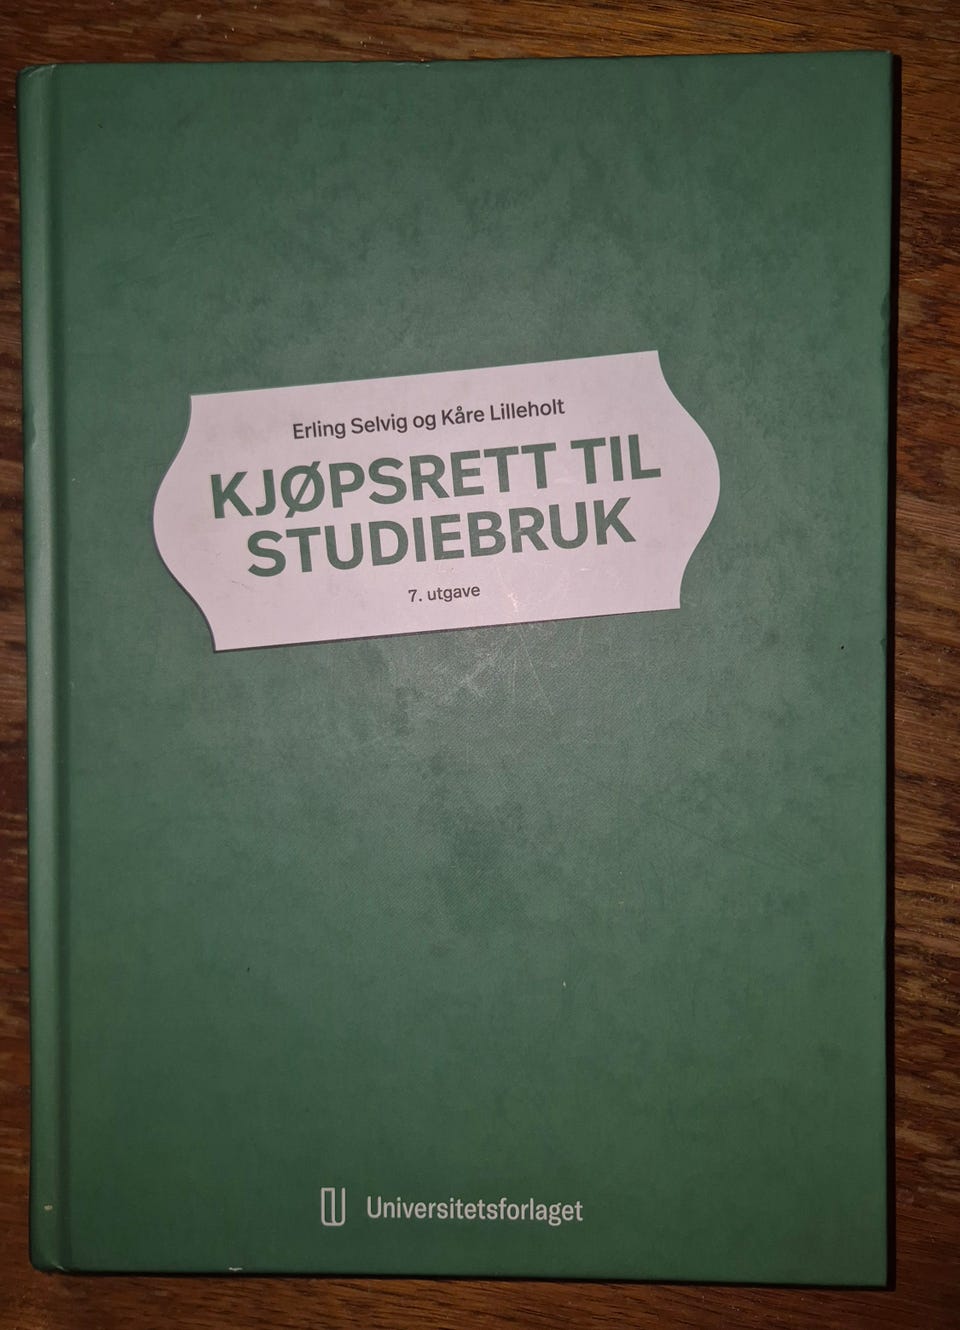 Erling Selvig og Kåre Lilleholt
KJØPSRETT TIL
STUDIEBRUK
7. utgave
Universitetsforlaget